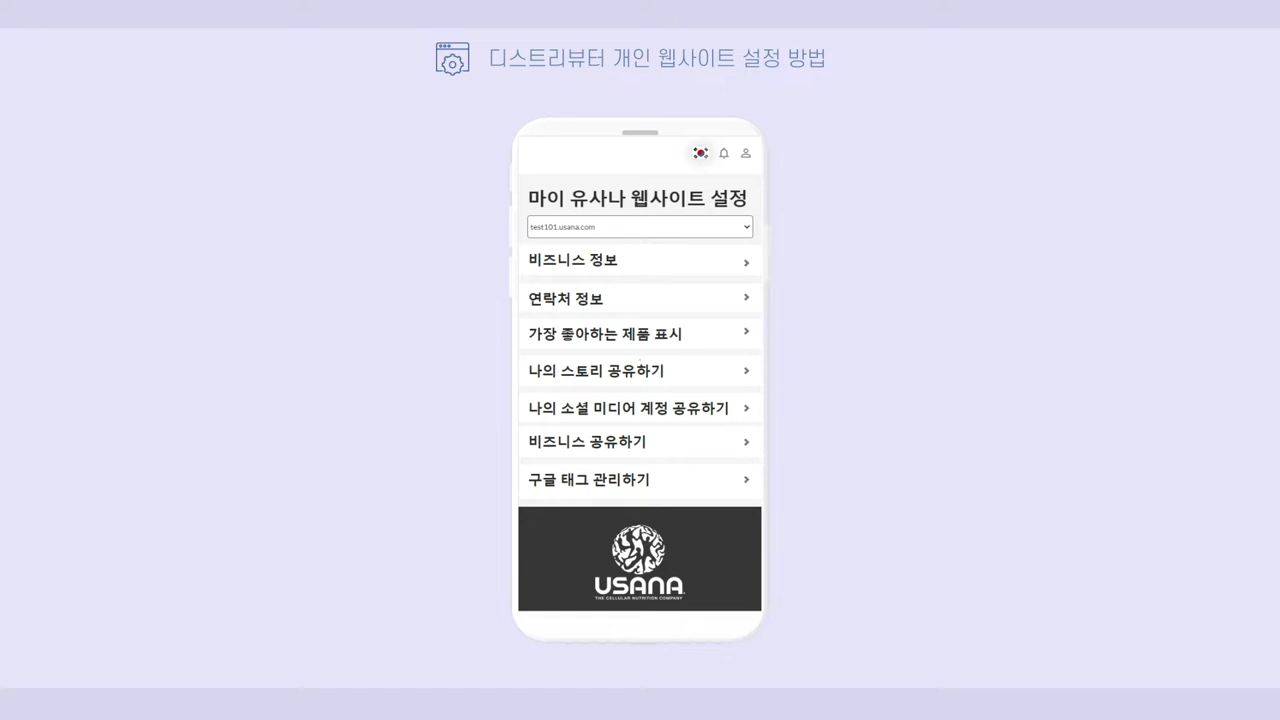 디스트리뷰터 개인 웹사이트 설정 방법
마이 유사나 웹사이트 설정
test101.usana.com
비즈니스 정보
연락처 정보
가장 좋아하는 제품 표시
나의 스토리 공유하기
나의 소셜 미디어 계정 공유하기
비즈니스 공유하기
구글 태그 관리하기
USANA
THE CELLULAR NUTRITION COMPANY